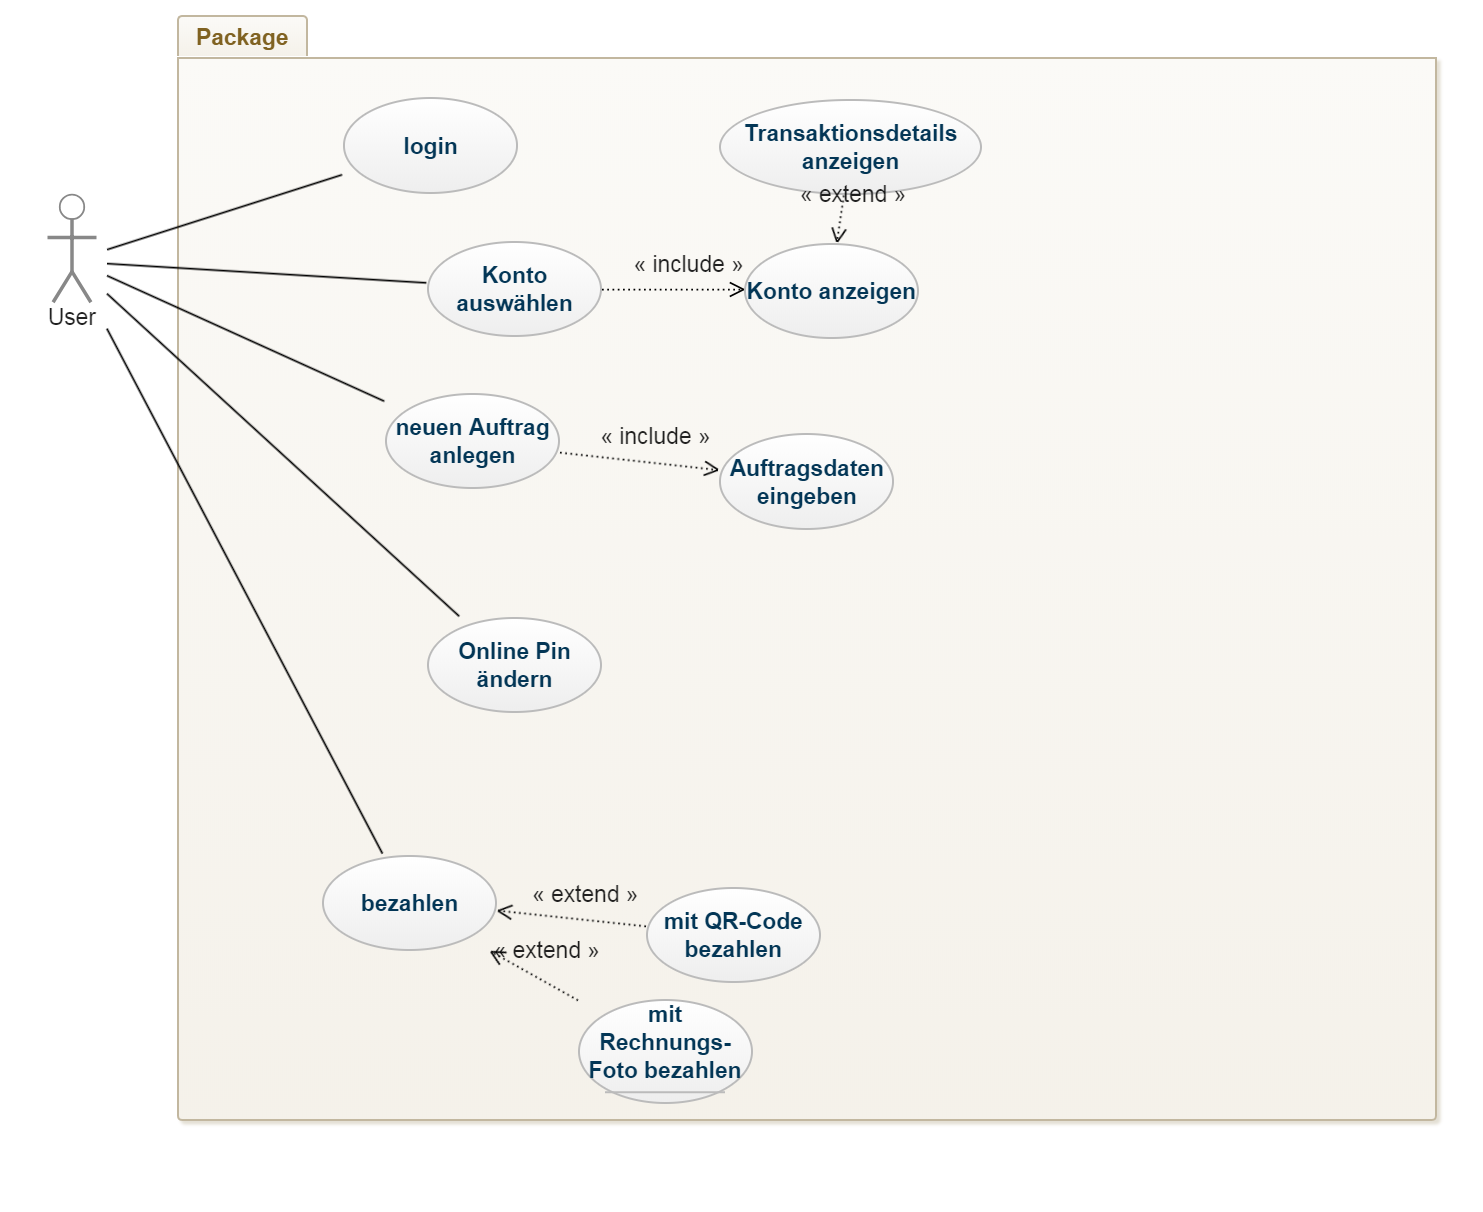 Package
login
Transaktionsdetails
anzeigen
« extend »
User
Konto
auswählen
« include »
Konto anzeigen
neuen Auftrag
anlegen
« include »
Auftragsdaten
eingeben
Online Pin
ändern
bezahlen
« extend »
mit QR-Code
bezahlen
« extend »
mit
Rechnungs-
Foto bezahlen